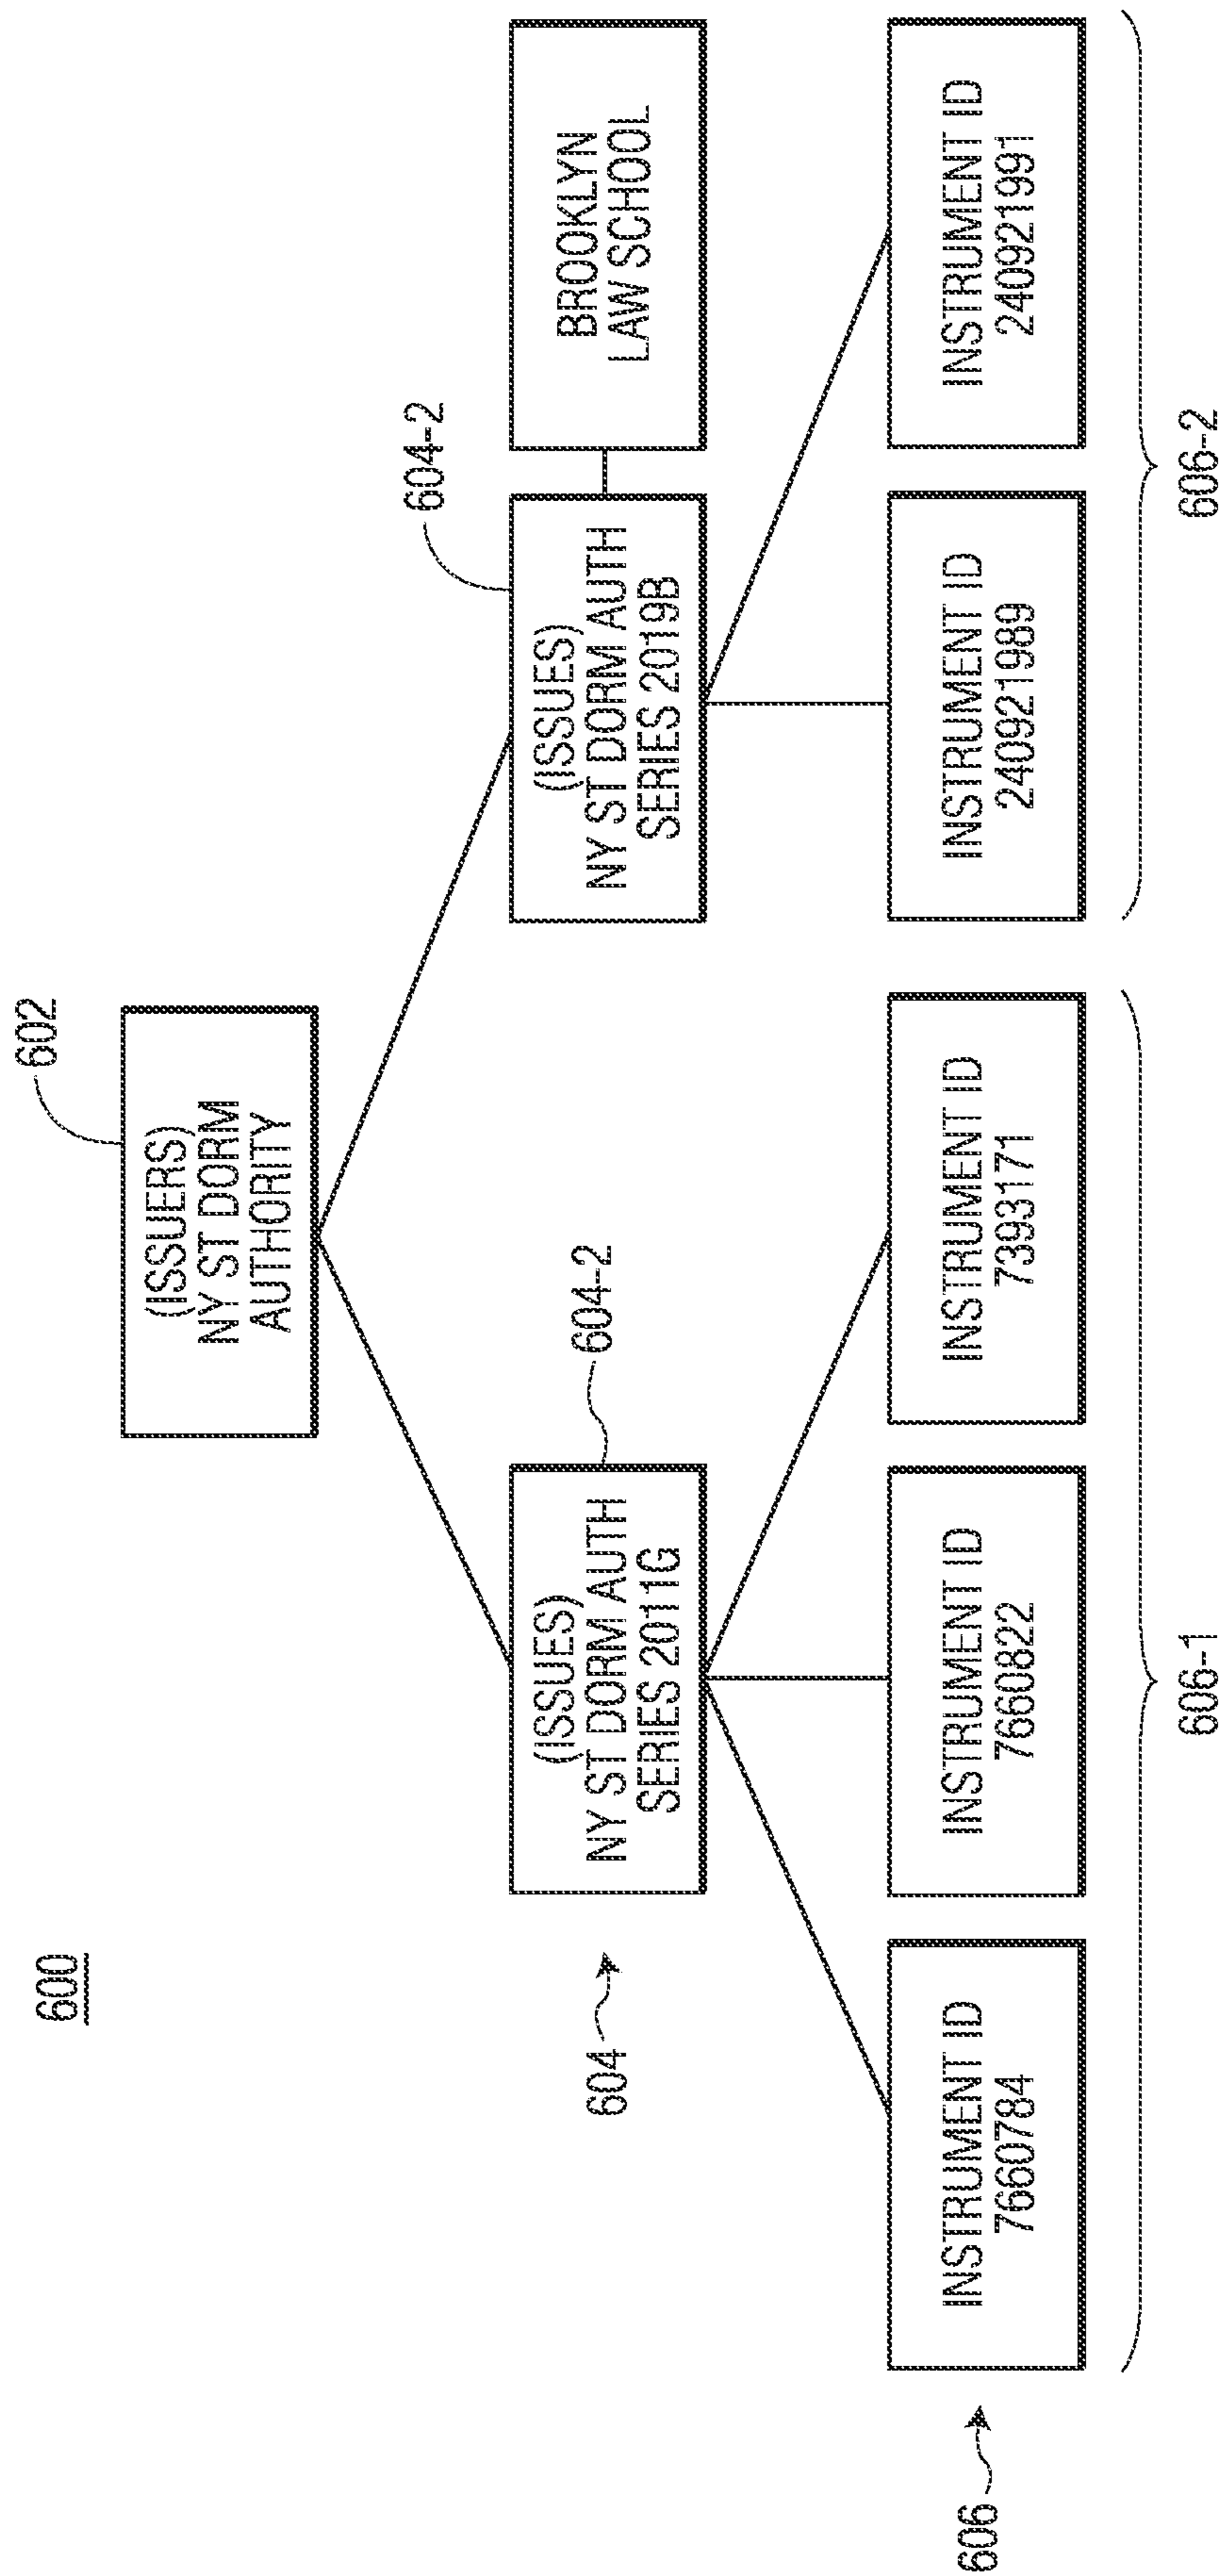 600
602
(ISSUERS)
NY ST DORM
AUTHORITY
604
(ISSUES)
NY ST DORM AUTH
SERIES 2011G
604-2
(ISSUES)
NY ST DORM AUTH
SERIES 2019B
604-2
BROOKLYN
LAW SCHOOL
606
INSTRUMENT ID
7660784
INSTRUMENT ID
7660822
INSTRUMENT ID
7393171
INSTRUMENT ID
240921989
INSTRUMENT ID
240921991
606-1
606-2